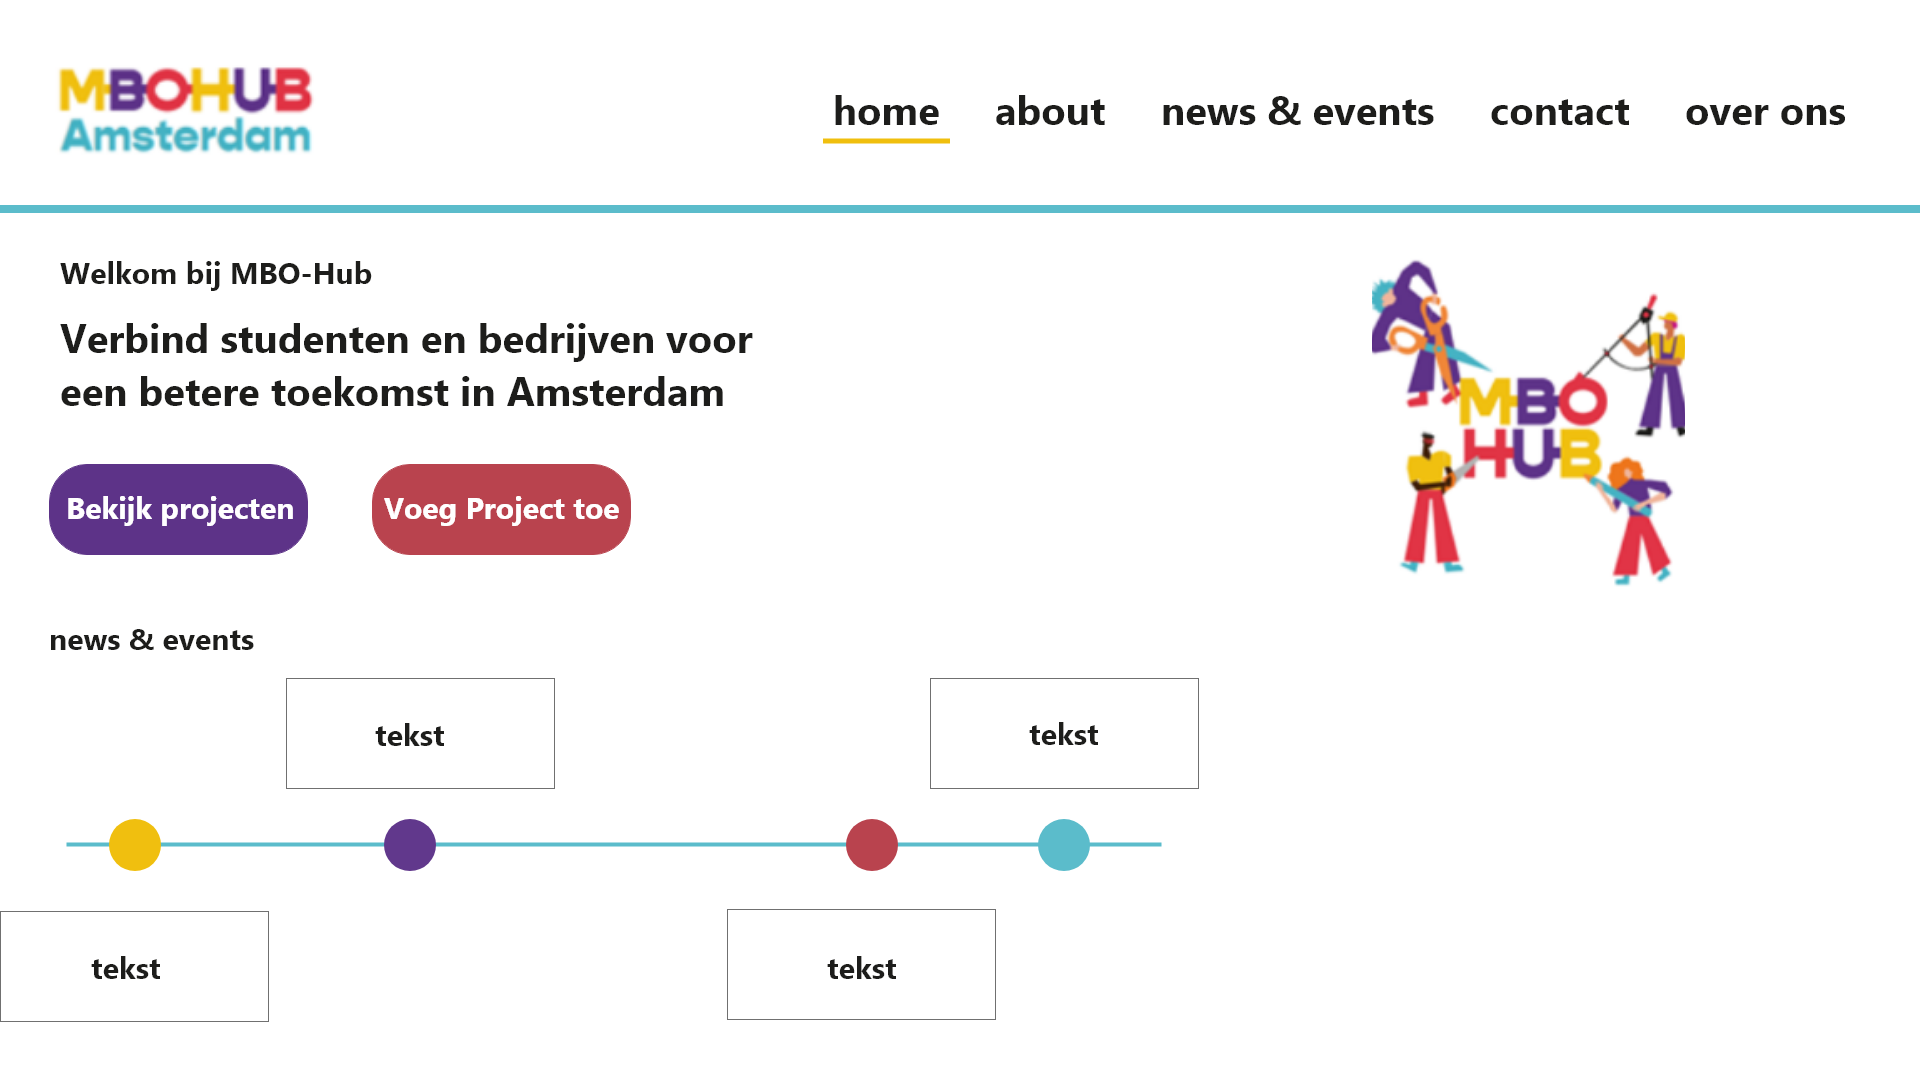 MBOHUB
Amsterdam
home about news & events contact over ons
Welkom bij MBO-Hub
Verbind studenten en bedrijven voor
een betere toekomst in Amsterdam
MBO
HUB
Bekijk projecten Voeg Project toe
news & events
tekst tekst
tekst tekst